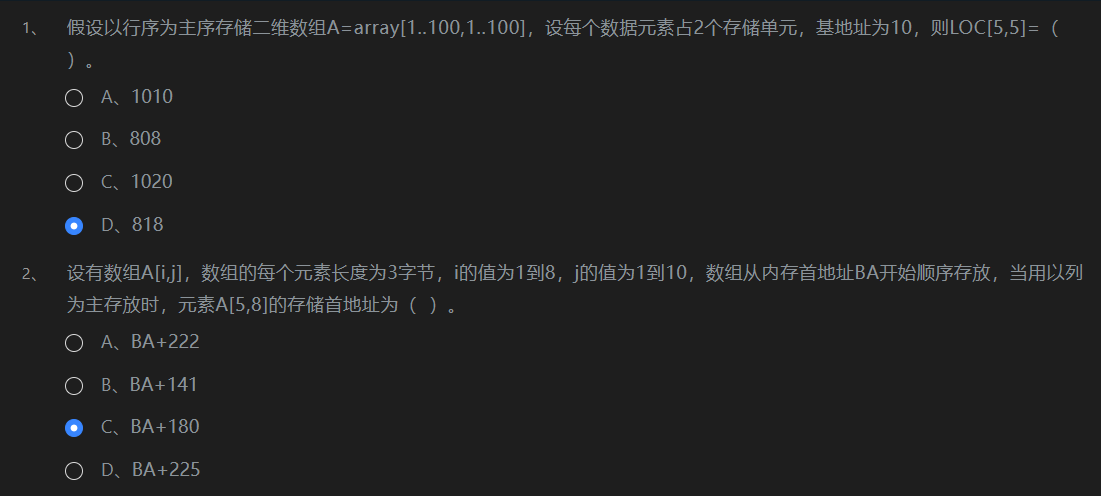 1、 假设以行序为主序存储二维数组A=array[1..100,1..100]，设每个数据元素占2个存储单元，基地址为10，则LOC[5,5]=（
）。
A、1010
B、808
C、1020
D、818
2、 设有数组A[i,j]，数组的每个元素长度为3字节，i的值为1到8，j的值为1到10，数组从内存首地址BA开始顺序存放，当用以列
为主存放时，元素A[5,8]的存储首地址为（ ）。
A、BA+222
B、BA+141
C、BA+180
D、BA+225